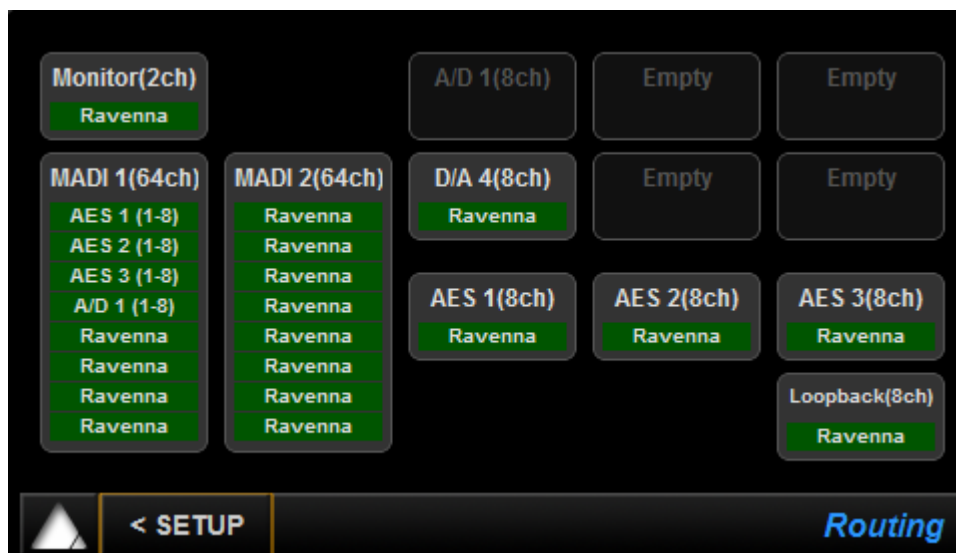 Monitor(2ch)
Ravenna
A/D 1(8ch)
Empty
Empty
MADI 1(64ch)
AES 1 (1-8)
AES 2 (1-8)
AES 3 (1-8)
A/D 1 (1-8)
Ravenna
Ravenna
Ravenna
Ravenna
MADI 2(64ch)
Ravenna
Ravenna
Ravenna
Ravenna
Ravenna
Ravenna
Ravenna
Ravenna
D/A 4(8ch)
Ravenna
Empty
Empty
AES 1(8ch)
Ravenna
AES 2(8ch)
Ravenna
AES 3(8ch)
Ravenna
Loopback(8ch)
Ravenna
< SETUP
Routing